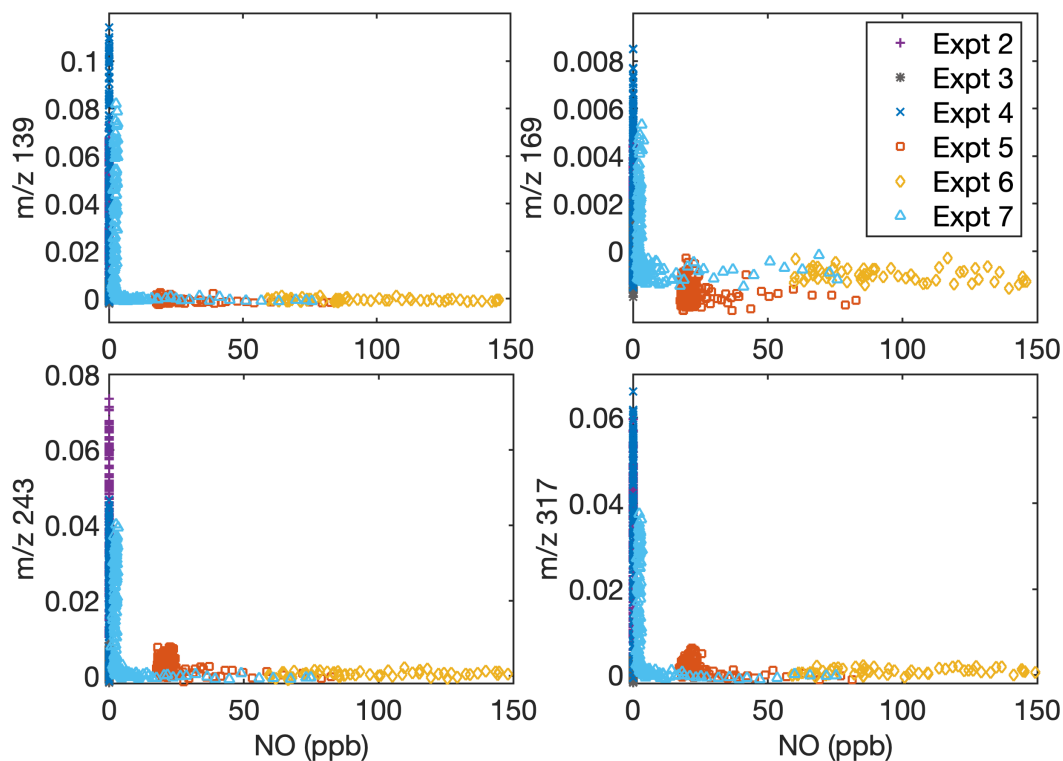 m/z 139
0.1
0.08
0.06
0.04
0.02
0
0 50 100 150
m/z 169
0.008
0.006
0.004
0.002
0
0 50 100 150
Expt 2
Expt 3
Expt 4
Expt 5
Expt 6
Expt 7
m/z 243
0.08
0.06
0.04
0.02
0
0 50 100 150
NO (ppb)
m/z 317
0.06
0.04
0.02
0
0 50 100 150
NO (ppb)